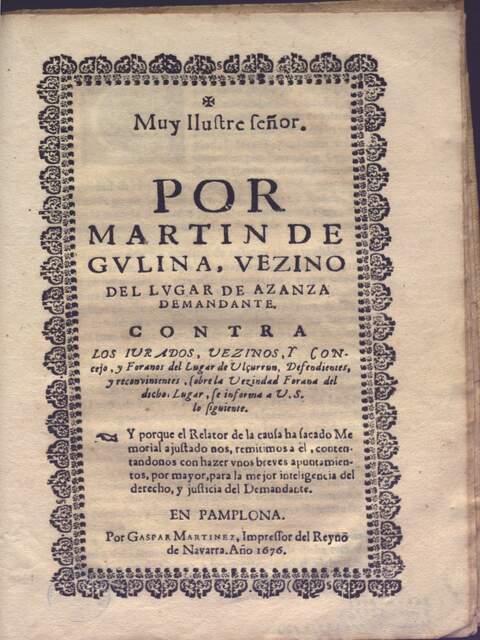 ✠
Muy Ilustre señor.
POR
MARTIN DE
GVLINA, VEZINO
DEL LVGAR DE AZANZA
DEMANDANTE.
CONTRA
LOS IVRADOS, VEZINOS, Y CON-
cejo, y Foranos del Lugar de Vlçurrun, Defendientes,
y reconvinientes, sobre la Vezindad Forana del
dicho Lugar, se informa a V.S.
lo siguiente.
Y porque el Relator de la causa ha sacado Me
morial ajustado nos, remitimos a èl, conten-
tandonos con hazer vnos breves apuntamien-
tos, por mayor, para la mejor inteligencia del
derecho, y justicia del Demandante.
EN PAMPLONA.
Por GASPAR MARTINEZ, Impressor del Reyno
de Navarra. Año 1676.